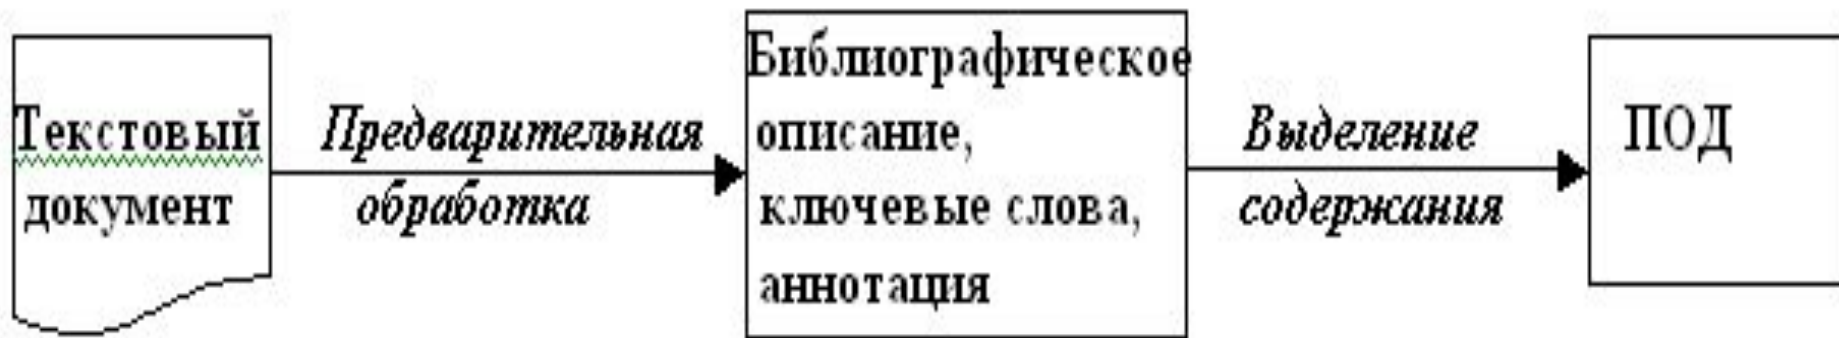 Текстовый
документ
Предварительная
обработка
Библиографическое
описание,
ключевые слова,
аннотация
Выделение
содержания
ПОД